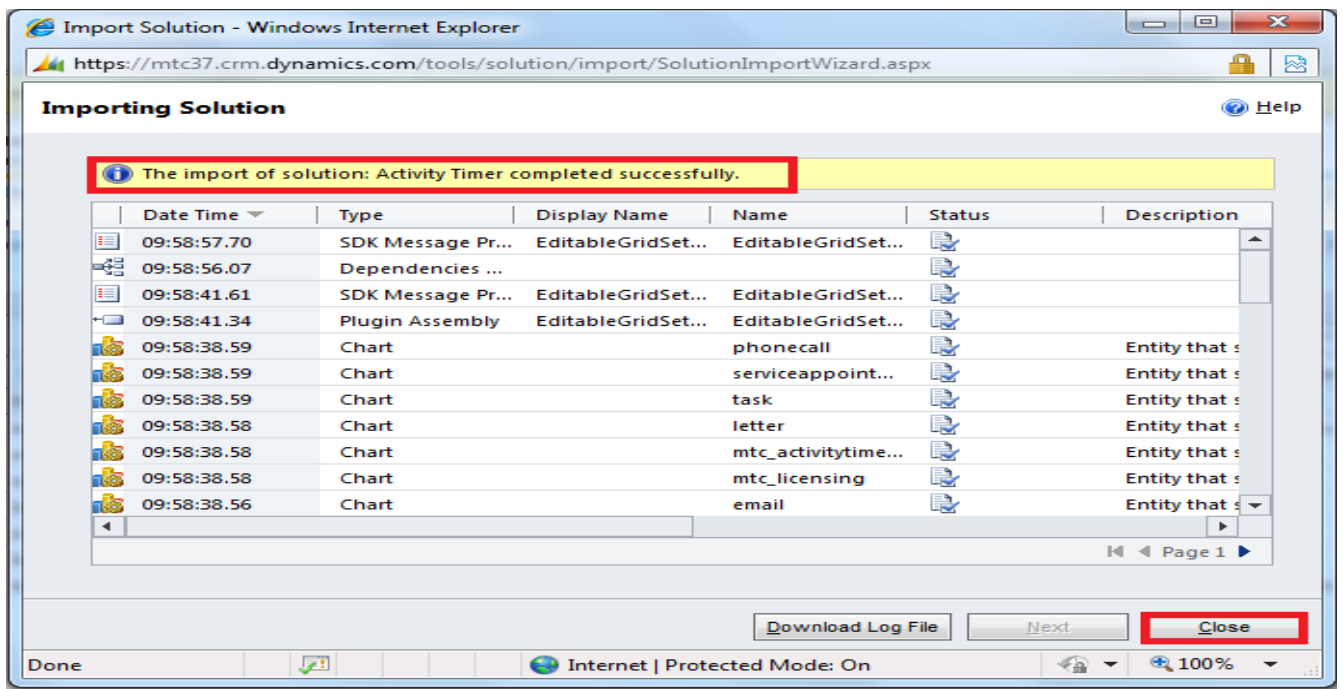 Import Solution - Windows Internet Explorer
https://mtc37.crm.dynamics.com/tools/solution/import/SolutionImportWizard.aspx
Importing Solution Help
The import of solution: Activity Timer completed successfully.
Date Time Type Display Name Name Status Description
09:58:57.70 SDK Message Pr... EditableGridSet... EditableGridSet...
09:58:56.07 Dependencies ...
09:58:41.61 SDK Message Pr... EditableGridSet... EditableGridSet...
09:58:41.34 Plugin Assembly EditableGridSet... EditableGridSet...
09:58:38.59 Chart phonecall Entity that s
09:58:38.59 Chart serviceappoint... Entity that s
09:58:38.59 Chart task Entity that s
09:58:38.58 Chart letter Entity that s
09:58:38.58 Chart mtc_activitytime... Entity that s
09:58:38.58 Chart mtc_licensing Entity that s
09:58:38.56 Chart email Entity that s
Page 1
Download Log File Next Close
Done Internet | Protected Mode: On 100%